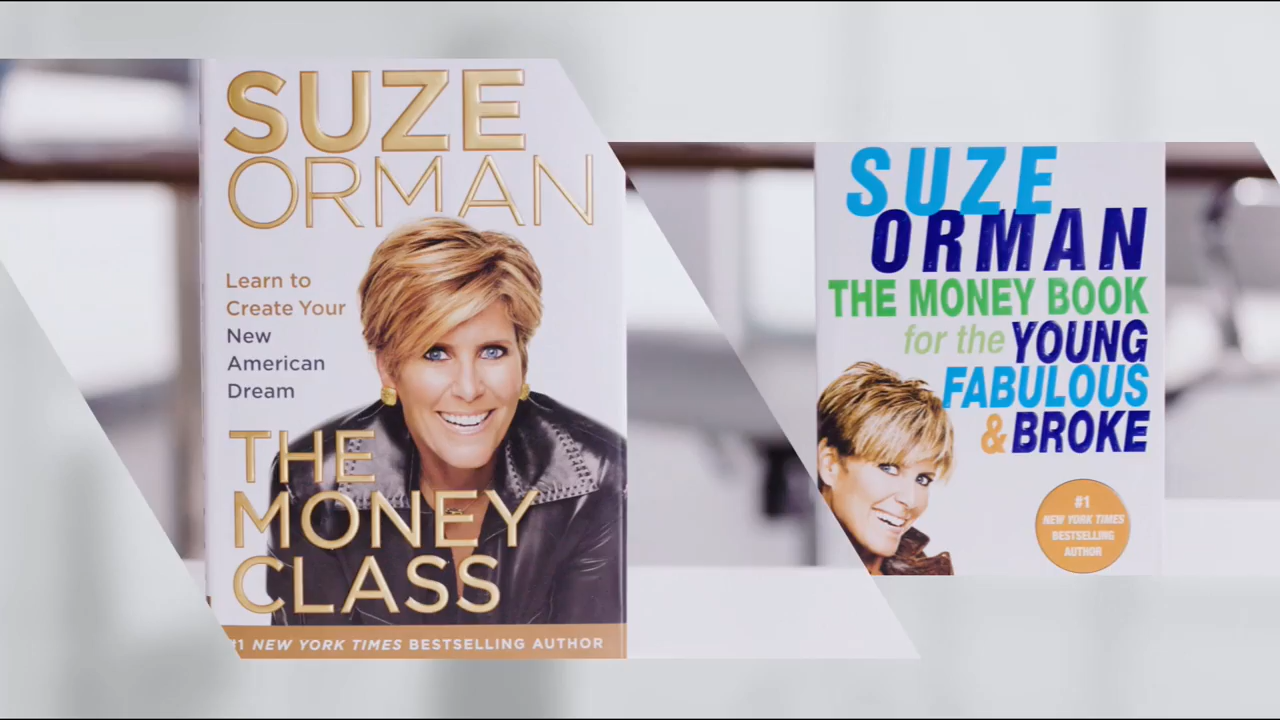 SUZE
ORMAN
Learn to
Create Your
New
American
Dream
THE
MONEY
CLASS
#1 NEW YORK TIMES BESTSELLING AUTHOR
SUZE
ORMAN
THE MONEY BOOK
for the YOUNG
FABULOUS
& BROKE
#1
NEW YORK TIMES
BESTSELLING
AUTHOR